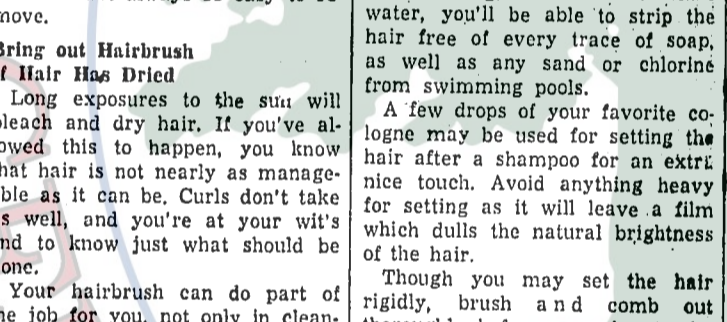 move.
Bring out Hairbrush
If Hair Has Dried
Long exposures to the sun will
bleach and dry hair. If you've al-
lowed this to happen, you know
that hair is not nearly as manage-
able as it can be. Curls don't take
as well, and you're at your wit's
end to know just what should be
done.
Your hairbrush can do part of
the job for you, not only in clean-
water, you'll be able to strip the
hair free of every trace of soap,
as well as any sand or chlorine
from swimming pools.
A few drops of your favorite co-
logne may be used for setting the
hair after a shampoo for an extra
nice touch. Avoid anything heavy
for setting as it will leave a film
which dulls the natural brightness
of the hair.
Though you may set the hair
rigidly, brush and comb out